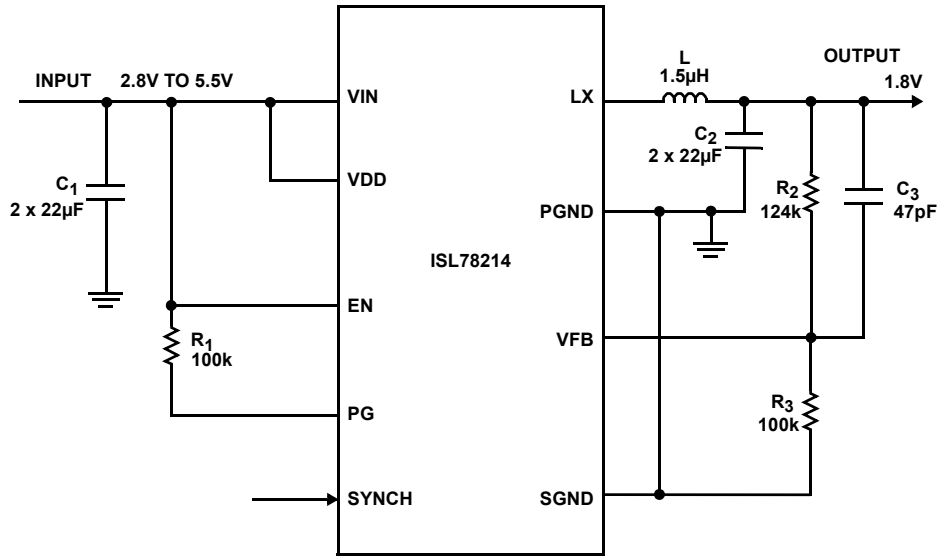 INPUT 2.8V TO 5.5V
VIN
VDD
EN
PG
SYNCH
C1
2 x 22µF
R1
100k
ISL78214
LX
PGND
VFB
SGND
L
1.5µH
OUTPUT
1.8V
C2
2 x 22µF
R2
124k
C3
47pF
R3
100k